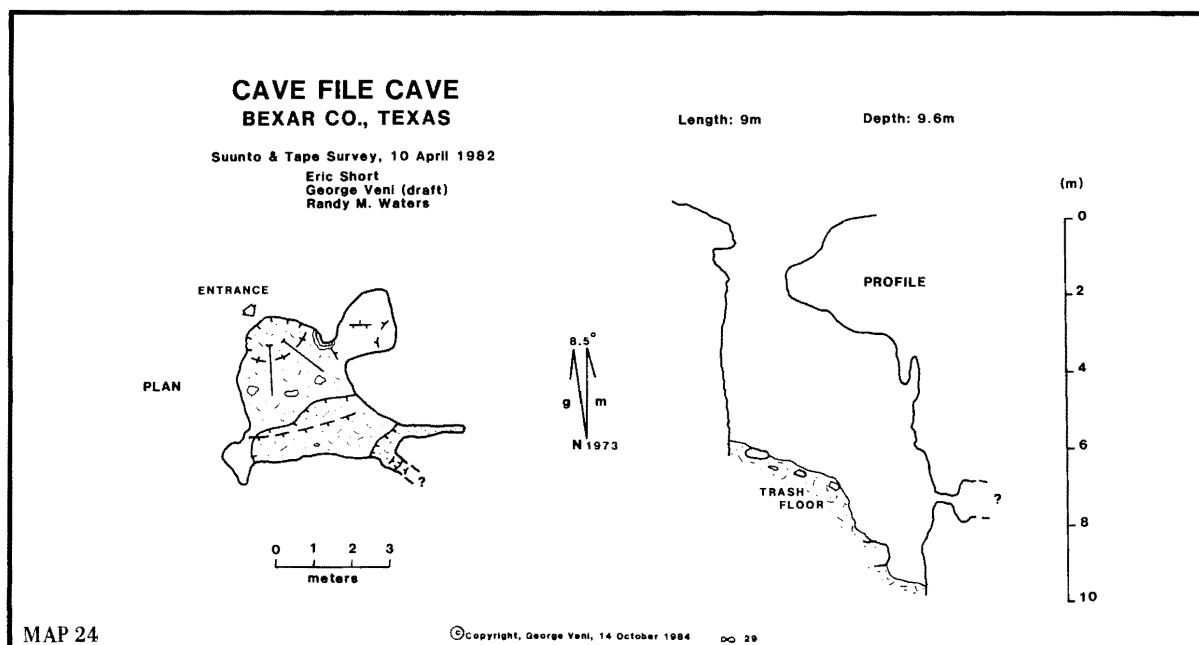 CAVE FILE CAVE
BEXAR CO., TEXAS
Length: 9m Depth: 9.6m
Suunto & Tape Survey, 10 April 1982
Eric Short
George Veni (draft)
Randy M. Waters
(m)
0
2
4
6
8
10
PROFILE
ENTRANCE
PLAN
8.5°
g m
N 1973
TRASH
FLOOR
?
?
0 1 2 3
meters
MAP 24
©Copyright, George Veni, 14 October 1984 ∞ 29